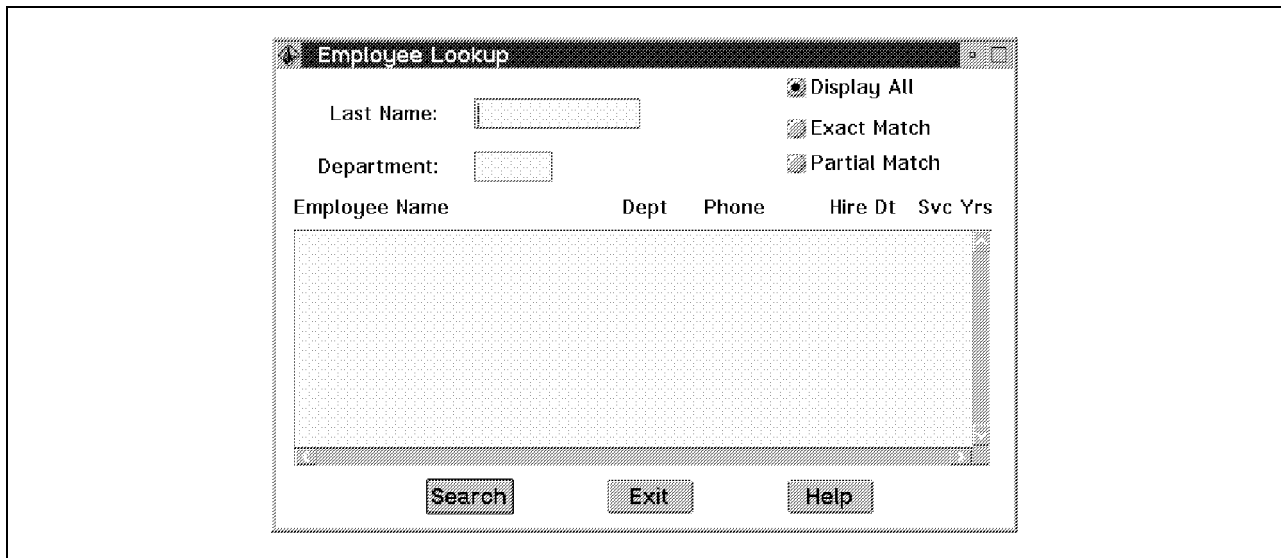 Employee Lookup
Display All
Last Name:
Exact Match
Department:
Partial Match
Employee Name Dept Phone Hire Dt Svc Yrs
Search Exit Help